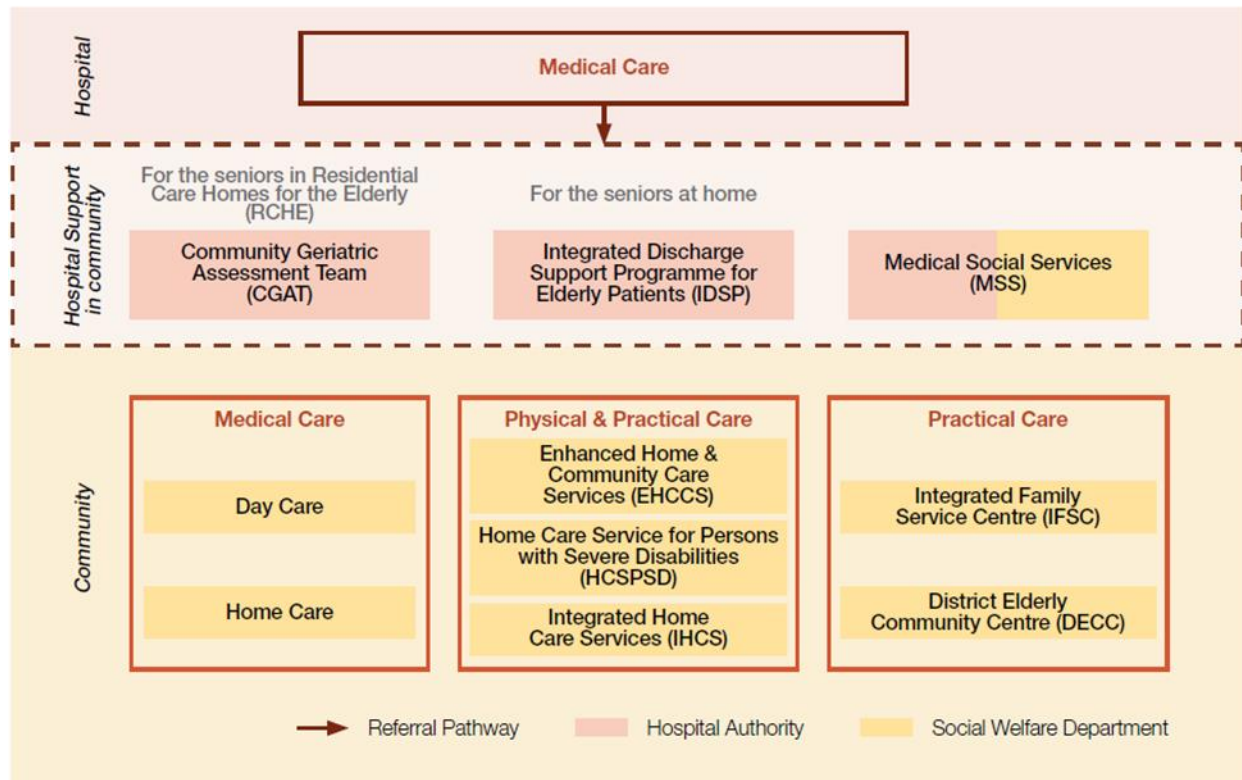 Hospital
Medical Care
Hospital Support
in community
For the seniors in Residential
Care Homes for the Elderly
(RCHE)
Community Geriatric
Assessment Team
(CGAT)
For the seniors at home
Integrated Discharge
Support Programme for
Elderly Patients (IDSP)
Medical Social Services
(MSS)
Community
Medical Care
Day Care
Home Care
Physical & Practical Care
Enhanced Home &
Community Care
Services (EHCCS)
Home Care Service for Persons
with Severe Disabilities
(HCSPSD)
Integrated Home
Care Services (IHCS)
Practical Care
Integrated Family
Service Centre (IFSC)
District Elderly
Community Centre (DECC)
Referral Pathway
Hospital Authority
Social Welfare Department